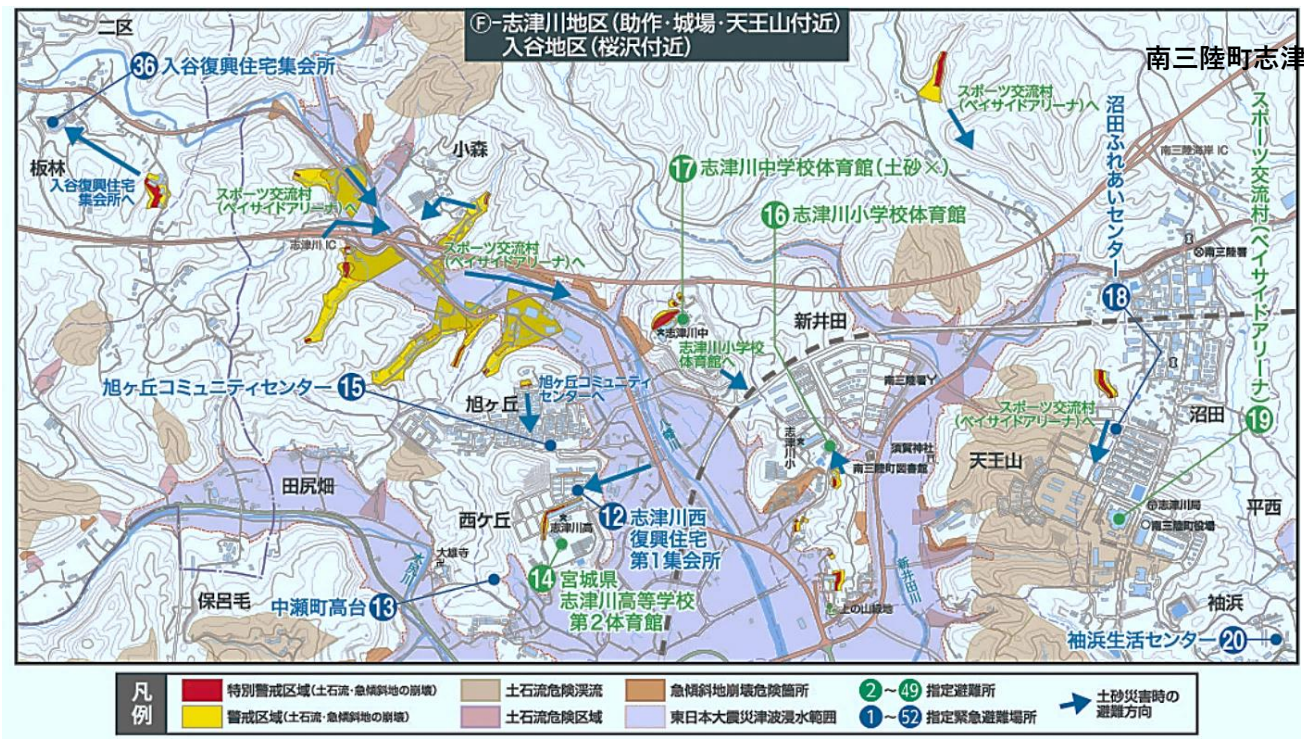 Ⓕ-志津川地区(助作・城場・天王山付近)
入谷地区(桜沢付近)
南三陸町志津
二区
36 入谷復興住宅集会所
板林
入谷復興住宅
集会所へ
小森
スポーツ交流村
(ベイサイドアリーナ)へ
志津川 IC
スポーツ交流村
(ベイサイドアリーナ)へ
17 志津川中学校体育館(土砂×)
16 志津川小学校体育館
スポーツ交流村
(ベイサイドアリーナ)へ
沼田ふれあいセンター
18
スポーツ交流村(ベイサイドアリーナ)
19
南三陸海岸 IC
南三陸署
志津川中
志津川小学校
体育館へ
新井田
南三陸署
旭ヶ丘コミュニティセンター 15
旭ヶ丘
旭ヶ丘コミュニティ
センターへ
八幡川
志津川小
須賀神社
南三陸町図書館
スポーツ交流村
(ベイサイドアリーナ)へ
沼田
天王山
田尻畑
西ケ丘
志津川高
12 志津川西
復興住宅
第1集会所
志津川局
南三陸町役場
平西
大雄寺
14 宮城県
志津川高等学校
第2体育館
保呂毛
中瀬町高台 13
新井田川
上の山緑地
袖浜
袖浜生活センター 20
凡例
特別警戒区域(土石流・急傾斜地の崩壊)
警戒区域(土石流・急傾斜地の崩壊)
土石流危険渓流
土石流危険区域
急傾斜地崩壊危険箇所
東日本大震災津波浸水範囲
2～49 指定避難所
1～52 指定緊急避難場所
土砂災害時の
避難方向